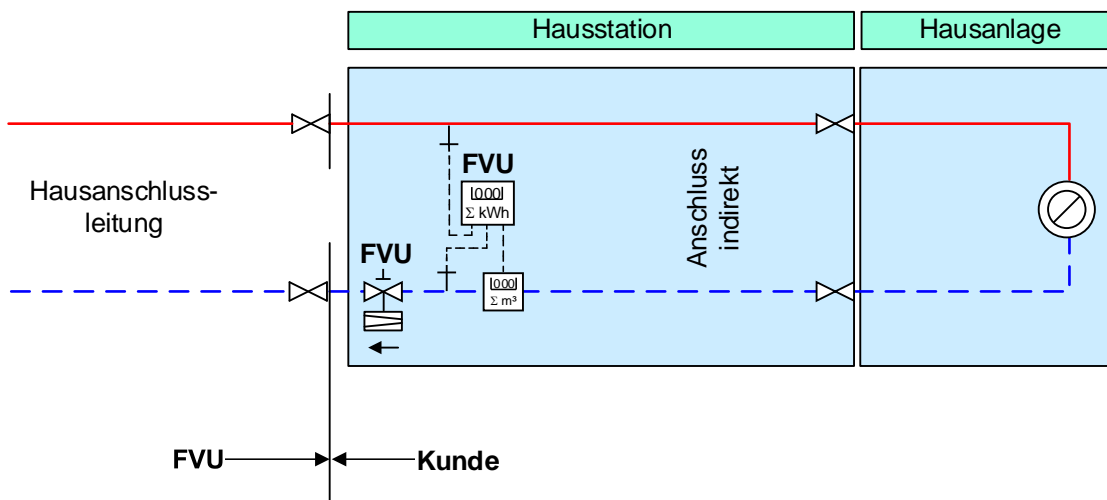 Hausstation
Hausanlage
Hausanschluss-
leitung
FVU
000
Σ kWh
Anschluss
indirekt
FVU
000
Σ m³
FVU
Kunde